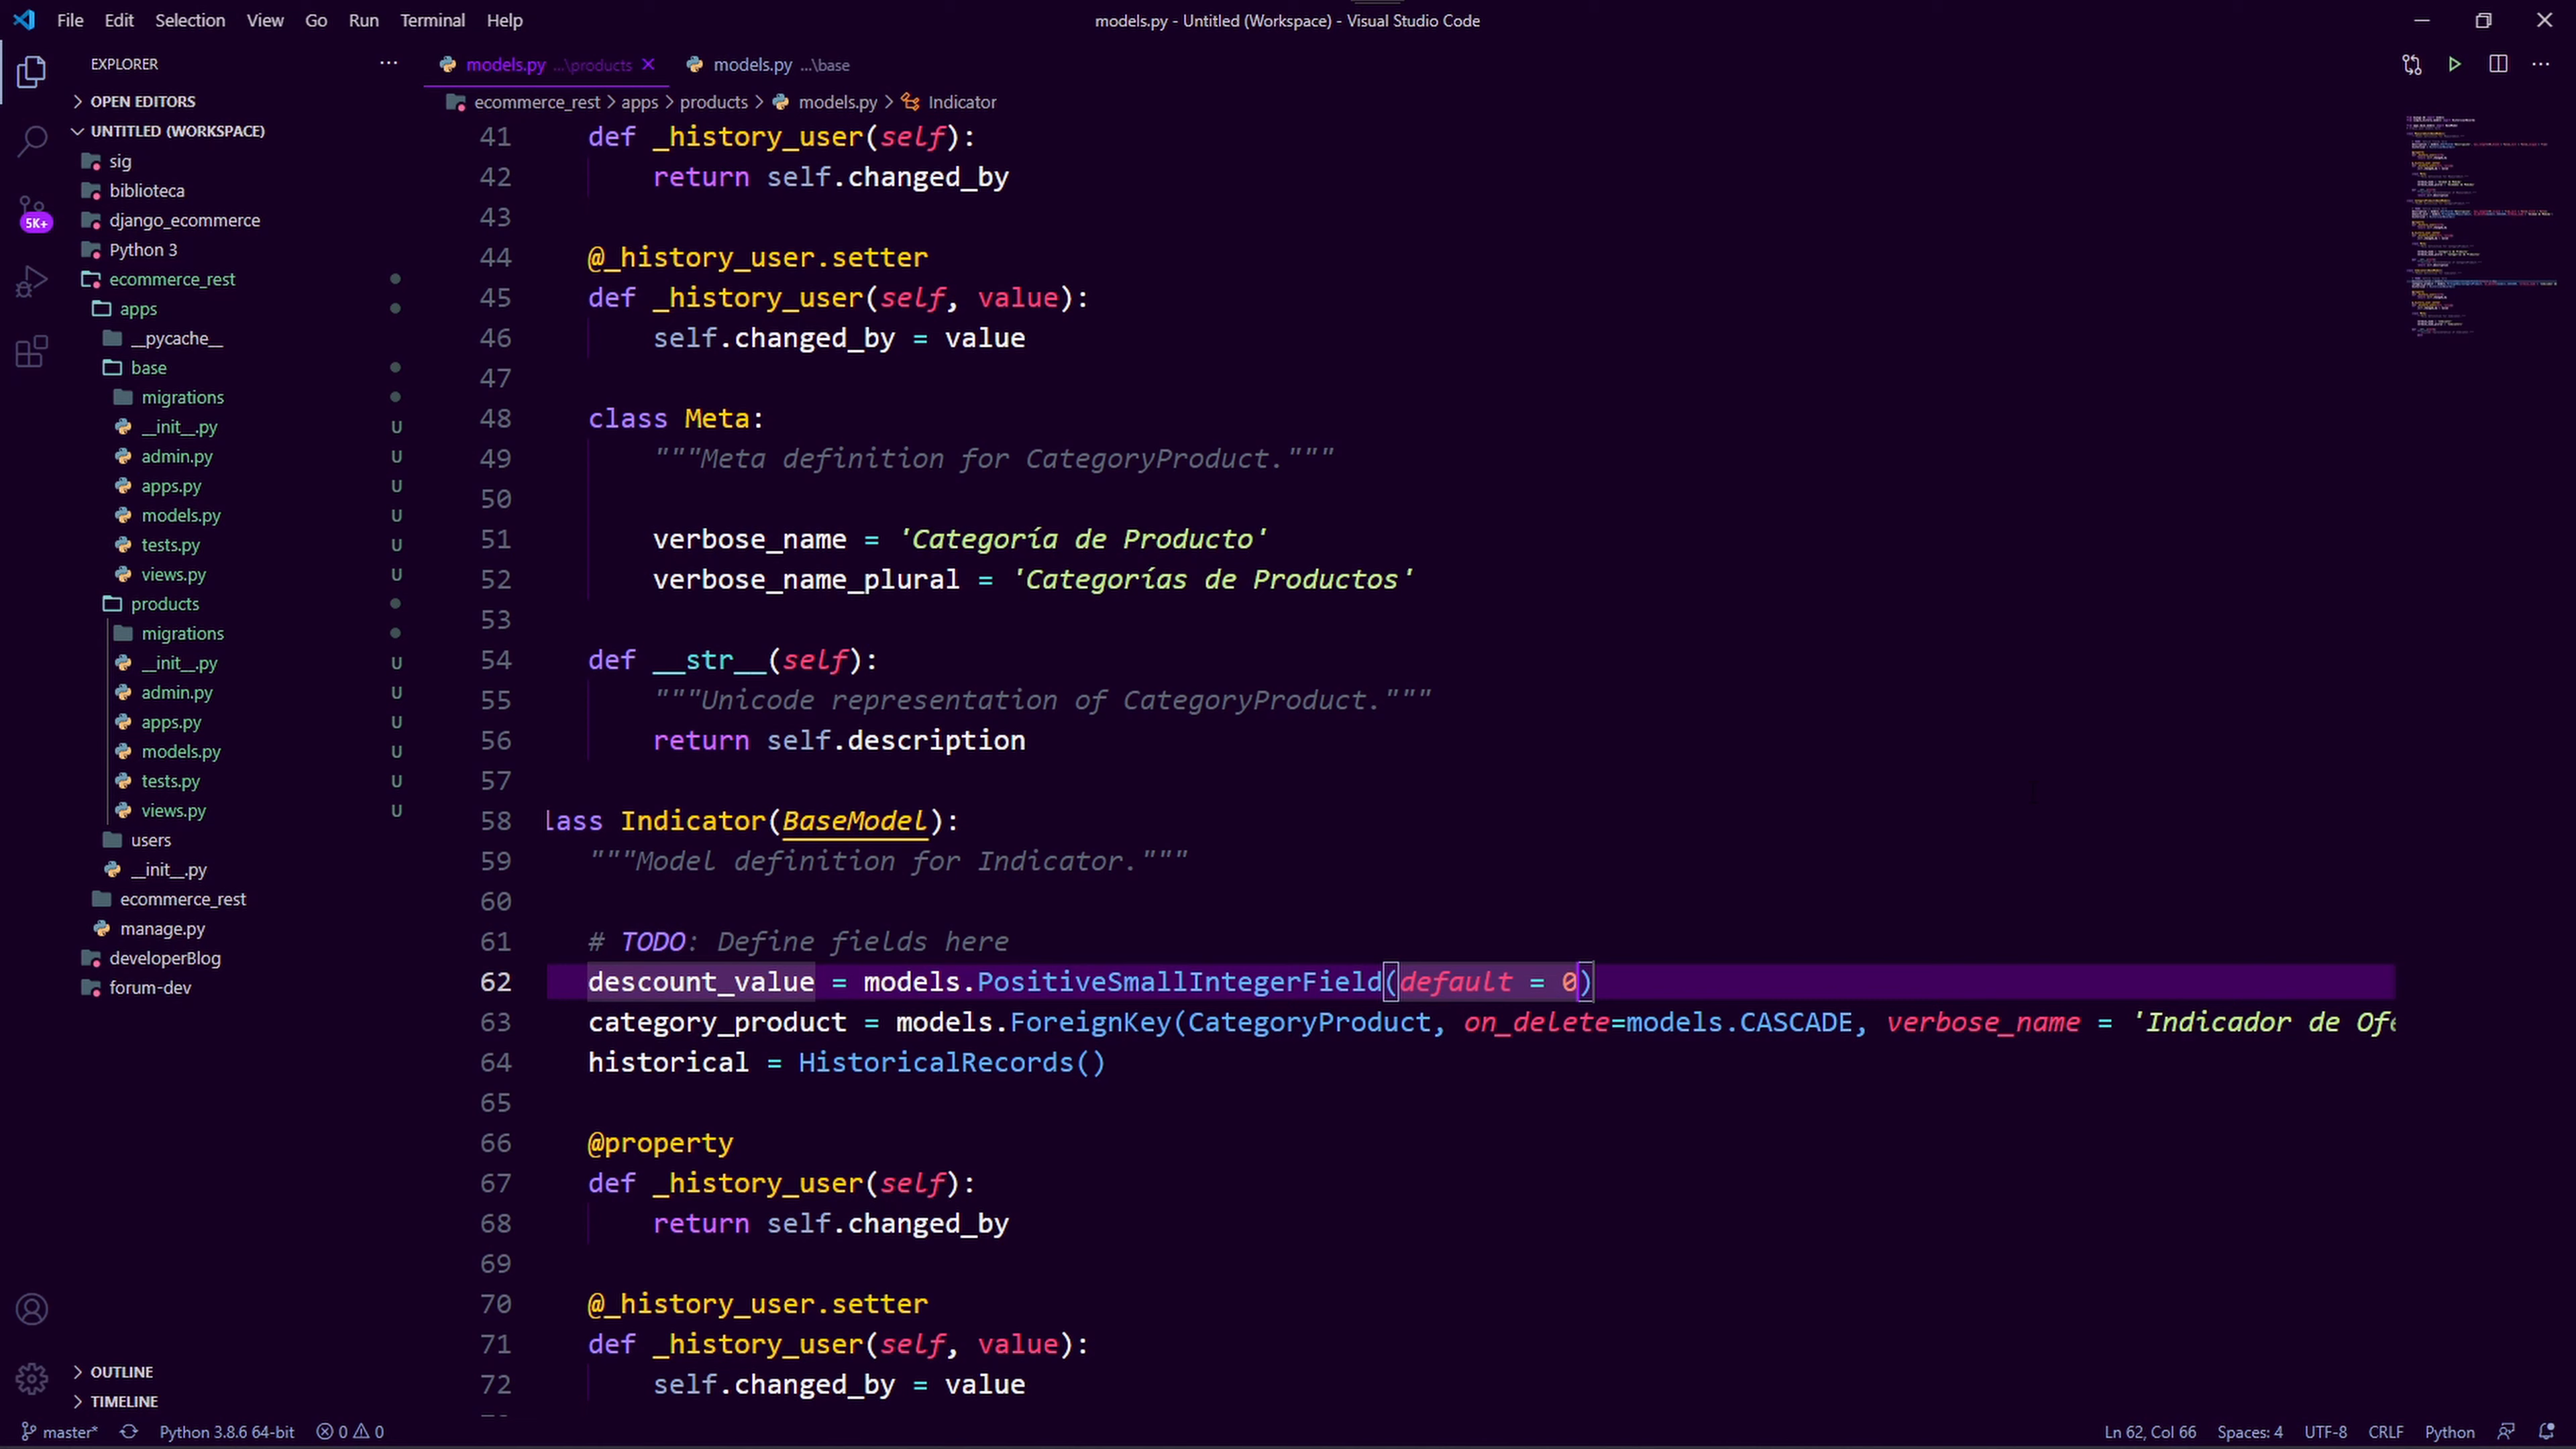 File Edit Selection View Go Run Terminal Help
models.py - Untitled (Workspace) - Visual Studio Code
EXPLORER
OPEN EDITORS
UNTITLED (WORKSPACE)
sig
biblioteca
5K+
django_ecommerce
Python 3
ecommerce_rest
apps
__pycache__
base
migrations
__init__.py U
admin.py U
apps.py U
models.py U
tests.py U
views.py U
products
migrations
__init__.py U
admin.py U
apps.py U
models.py U
tests.py U
views.py U
users
__init__.py
ecommerce_rest
manage.py
developerBlog
forum-dev
OUTLINE
TIMELINE
models.py ...\products models.py ...\base
ecommerce_rest > apps > products > models.py > Indicator
41 def _history_user(self):
42 return self.changed_by
43
44 @_history_user.setter
45 def _history_user(self, value):
46 self.changed_by = value
47
48 class Meta:
49 """Meta definition for CategoryProduct."""
50
51 verbose_name = 'Categoría de Producto'
52 verbose_name_plural = 'Categorías de Productos'
53
54 def __str__(self):
55 """Unicode representation of CategoryProduct."""
56 return self.description
57
58 lass Indicator(BaseModel):
59 """Model definition for Indicator."""
60
61 # TODO: Define fields here
62 descount_value = models.PositiveSmallIntegerField(default = 0)
63 category_product = models.ForeignKey(CategoryProduct, on_delete=models.CASCADE, verbose_name = 'Indicador de Ofe
64 historical = HistoricalRecords()
65
66 @property
67 def _history_user(self):
68 return self.changed_by
69
70 @_history_user.setter
71 def _history_user(self, value):
72 self.changed_by = value
master* Python 3.8.6 64-bit 0 0
Ln 62, Col 66 Spaces: 4 UTF-8 CRLF Python